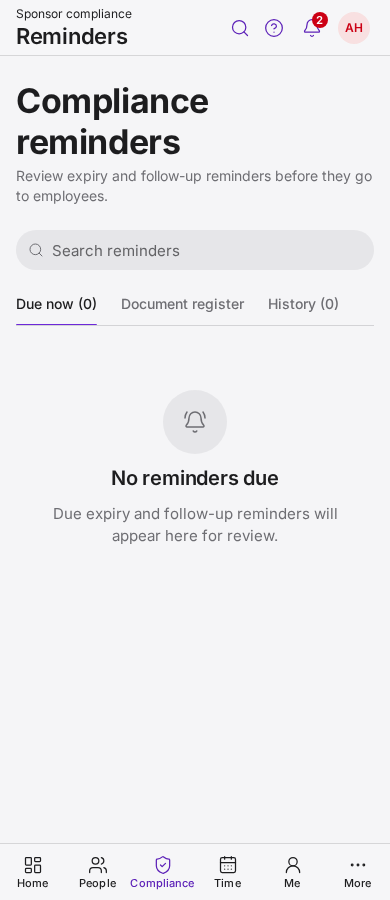 Sponsor compliance
Reminders
2
AH
Compliance
reminders
Review expiry and follow-up reminders before they go
to employees.
Search reminders
Due now (0)
Document register
History (0)
No reminders due
Due expiry and follow-up reminders will
appear here for review.
Home
People
Compliance
Time
Me
More